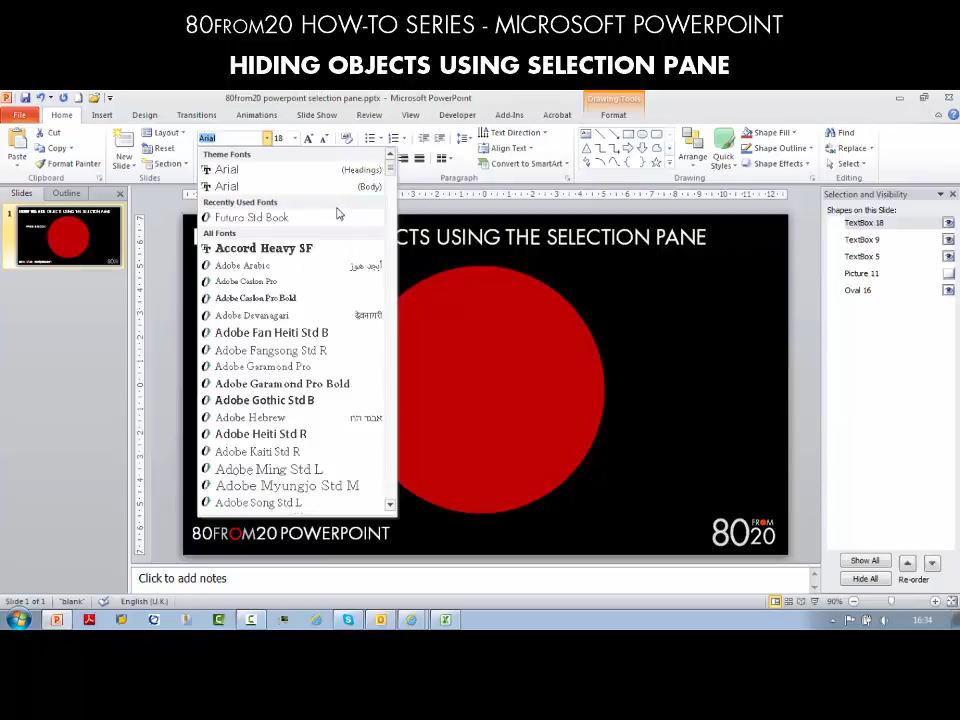 80FROM20 HOW-TO SERIES - MICROSOFT POWERPOINT
HIDING OBJECTS USING SELECTION PANE
80from20 powerpoint selection pane.pptx - Microsoft PowerPoint
Drawing Tools
File Home Insert Design Transitions Animations Slide Show Review View Developer Add-Ins Acrobat Format
Paste
Cut
Copy
Format Painter
Clipboard
New Slide
Layout
Reset
Section
Slides
Arial 18
Text Direction
Align Text
Convert to SmartArt
Paragraph
Arrange
Quick Styles
Shape Fill
Shape Outline
Shape Effects
Drawing
Find
Replace
Select
Editing
Slides Outline
1
Theme Fonts
Arial (Headings)
Arial (Body)
Recently Used Fonts
Futura Std Book
All Fonts
Accord Heavy SF
Adobe Arabic أبجد هوز
Adobe Caslon Pro
Adobe Caslon Pro Bold
Adobe Devanagari देवनागरी
Adobe Fan Heiti Std B
Adobe Fangsong Std R
Adobe Garamond Pro
Adobe Garamond Pro Bold
Adobe Gothic Std B
Adobe Hebrew אבגד הוז
Adobe Heiti Std R
Adobe Kaiti Std R
Adobe Ming Std L
Adobe Myungjo Std M
Adobe Song Std L
CTS USING THE SELECTION PANE
80FROM20 POWERPOINT
80 FROM 20
Selection and Visibility
Shapes on this Slide:
TextBox 18
TextBox 9
TextBox 5
Picture 11
Oval 16
Show All
Hide All
Re-order
Click to add notes
Slide 1 of 1 "blank" English (U.K.) 90%
16:34